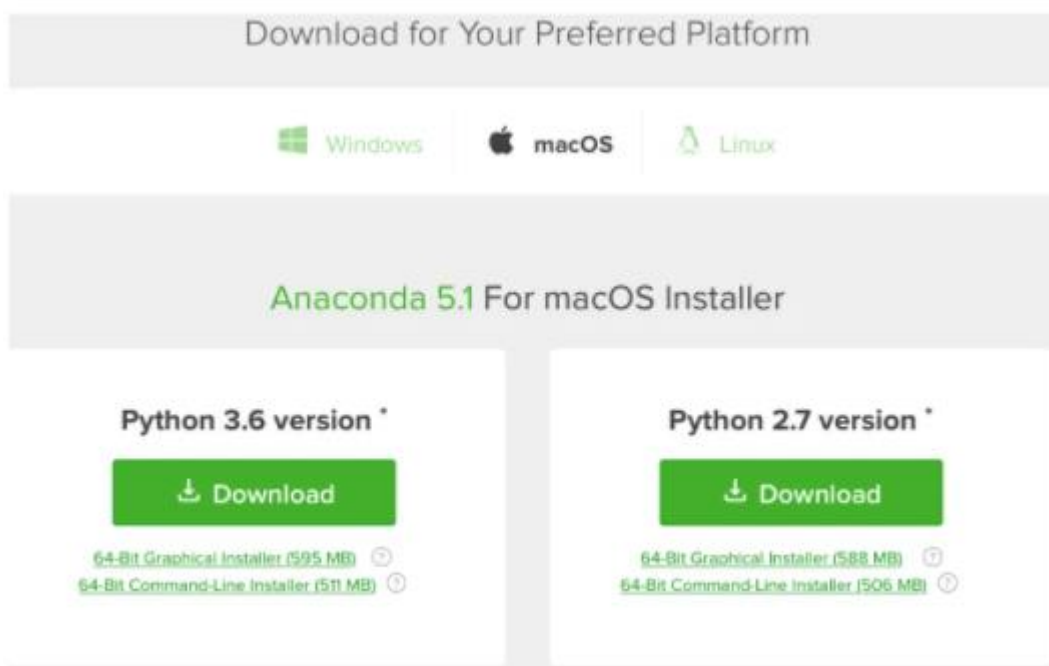 Download for Your Preferred Platform
Windows
macOS
Linux
Anaconda 5.1 For macOS Installer
Python 3.6 version *
Download
64-Bit Graphical Installer (595 MB) ?
64-Bit Command-Line Installer (511 MB) ?
Python 2.7 version *
Download
64-Bit Graphical Installer (588 MB) ?
64-Bit Command-Line Installer (506 MB) ?